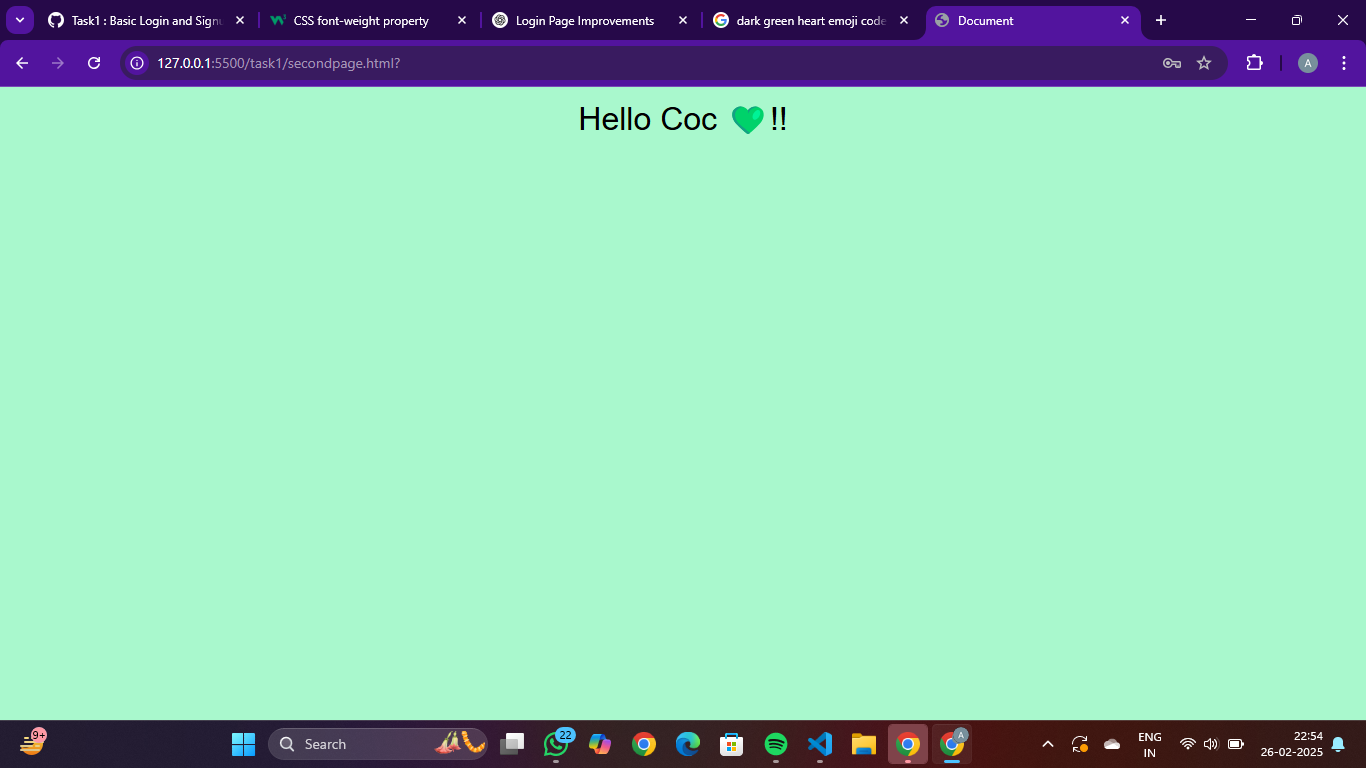 Task1 : Basic Login and Signu
CSS font-weight property
Login Page Improvements
dark green heart emoji code
Document
127.0.0.1:5500/task1/secondpage.html?
A
Hello Coc 💚!!
9+
Search
22
A
ENG
IN
22:54
26-02-2025